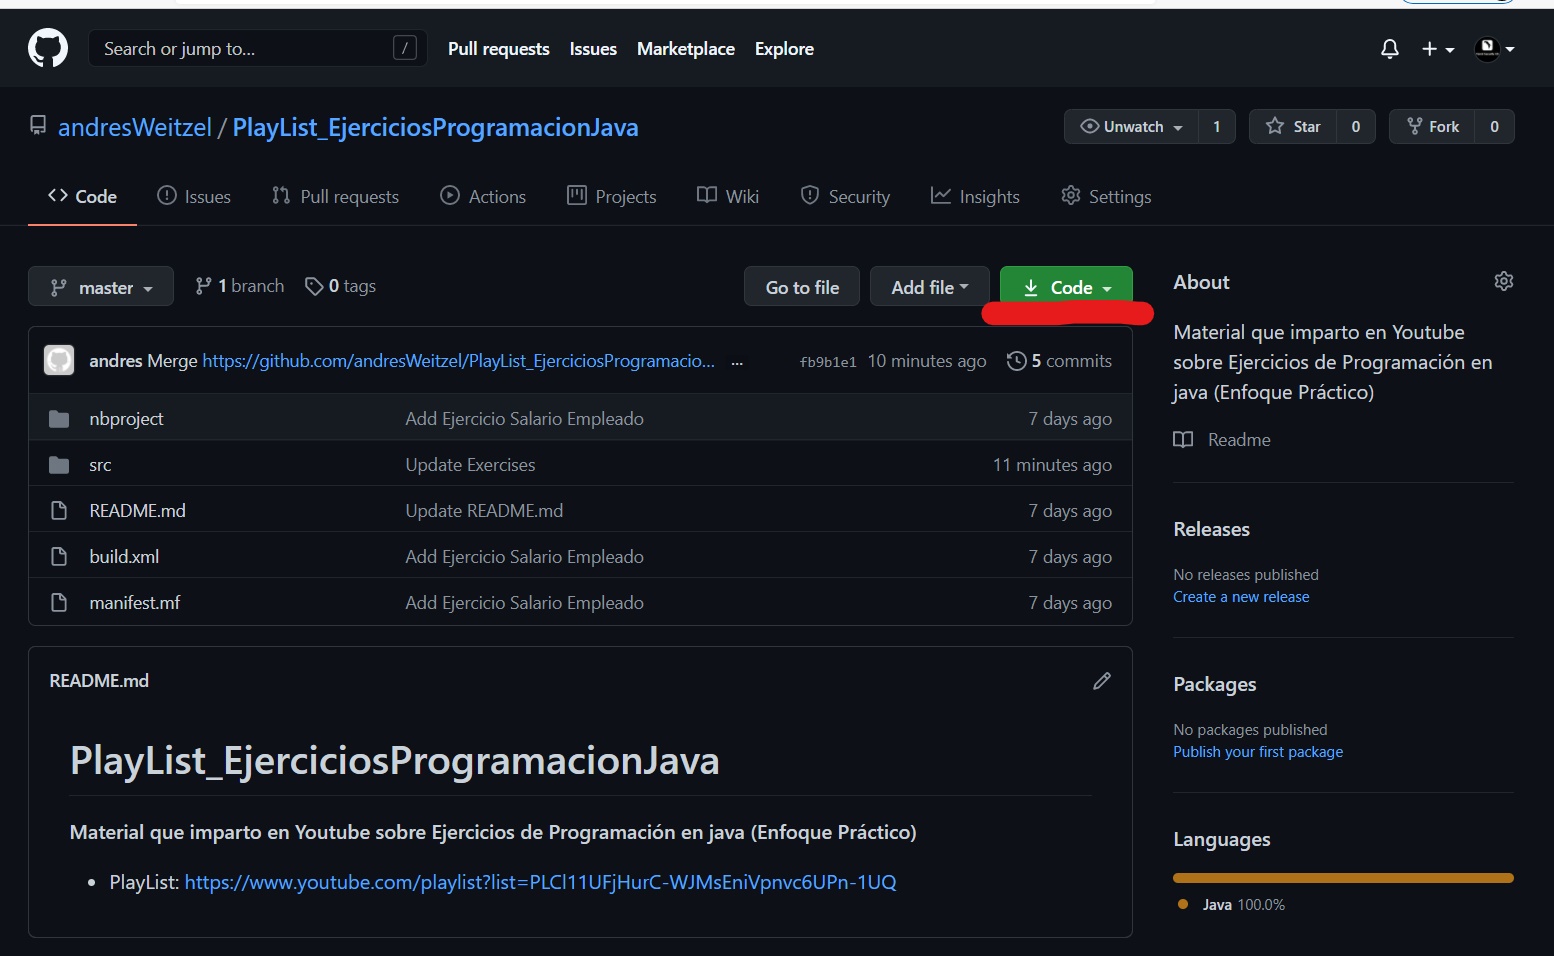 Search or jump to... /
Pull requests Issues Marketplace Explore
andresWeitzel / PlayList_EjerciciosProgramacionJava
Unwatch 1 Star 0 Fork 0
Code Issues Pull requests Actions Projects Wiki Security Insights Settings
master 1 branch 0 tags Go to file Add file Code
andres Merge https://github.com/andresWeitzel/PlayList_EjerciciosProgramacio... ... fb9b1e1 10 minutes ago 5 commits
nbproject Add Ejercicio Salario Empleado 7 days ago
src Update Exercises 11 minutes ago
README.md Update README.md 7 days ago
build.xml Add Ejercicio Salario Empleado 7 days ago
manifest.mf Add Ejercicio Salario Empleado 7 days ago
README.md
PlayList_EjerciciosProgramacionJava
Material que imparto en Youtube sobre Ejercicios de Programación en java (Enfoque Práctico)
PlayList: https://www.youtube.com/playlist?list=PLCl11UFjHurC-WJMsEniVpnvc6UPn-1UQ
About
Material que imparto en Youtube
sobre Ejercicios de Programación en
java (Enfoque Práctico)
Readme
Releases
No releases published
Create a new release
Packages
No packages published
Publish your first package
Languages
Java 100.0%